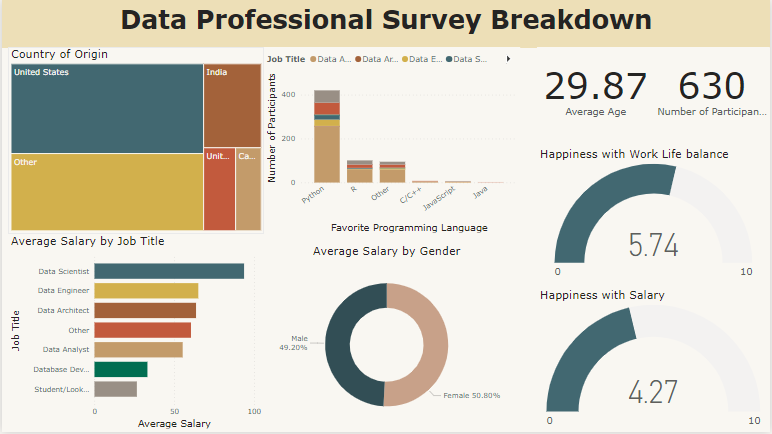 Data Professional Survey Breakdown
Country of Origin
United States
India
Other
Unit...
Ca...
Job Title
Data A...
Data Ar...
Data E...
Data S...
Number of Participants
400
200
0
Python
R
Other
C/C++
JavaScript
Java
Favorite Programming Language
29.87
Average Age
630
Number of Participan...
Happiness with Work Life balance
5.74
0
10
Average Salary by Job Title
Job Title
Data Scientist
Data Engineer
Data Architect
Other
Data Analyst
Database Dev...
Student/Look...
0
50
100
Average Salary
Average Salary by Gender
Male
49.20%
Female 50.80%
Happiness with Salary
4.27
0
10